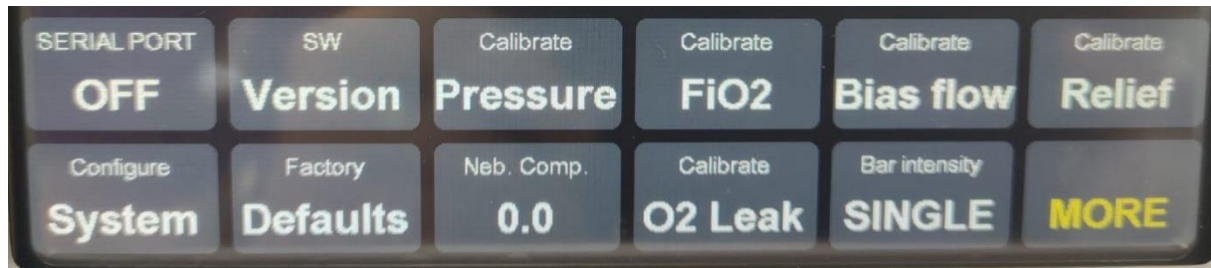 SERIAL PORT
OFF
SW
Version
Calibrate
Pressure
Calibrate
FiO2
Calibrate
Bias flow
Calibrate
Relief
Configure
System
Factory
Defaults
Neb. Comp.
0.0
Calibrate
O2 Leak
Bar intensity
SINGLE
MORE